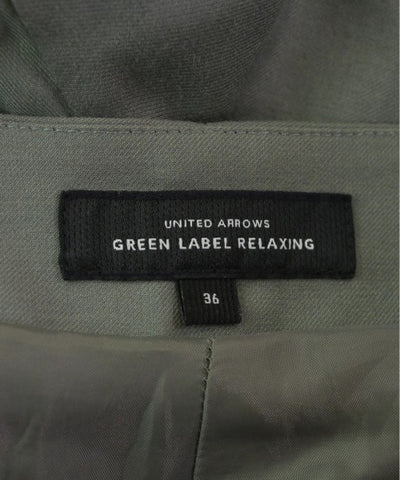 UNITED ARROWS
GREEN LABEL RELAXING
36